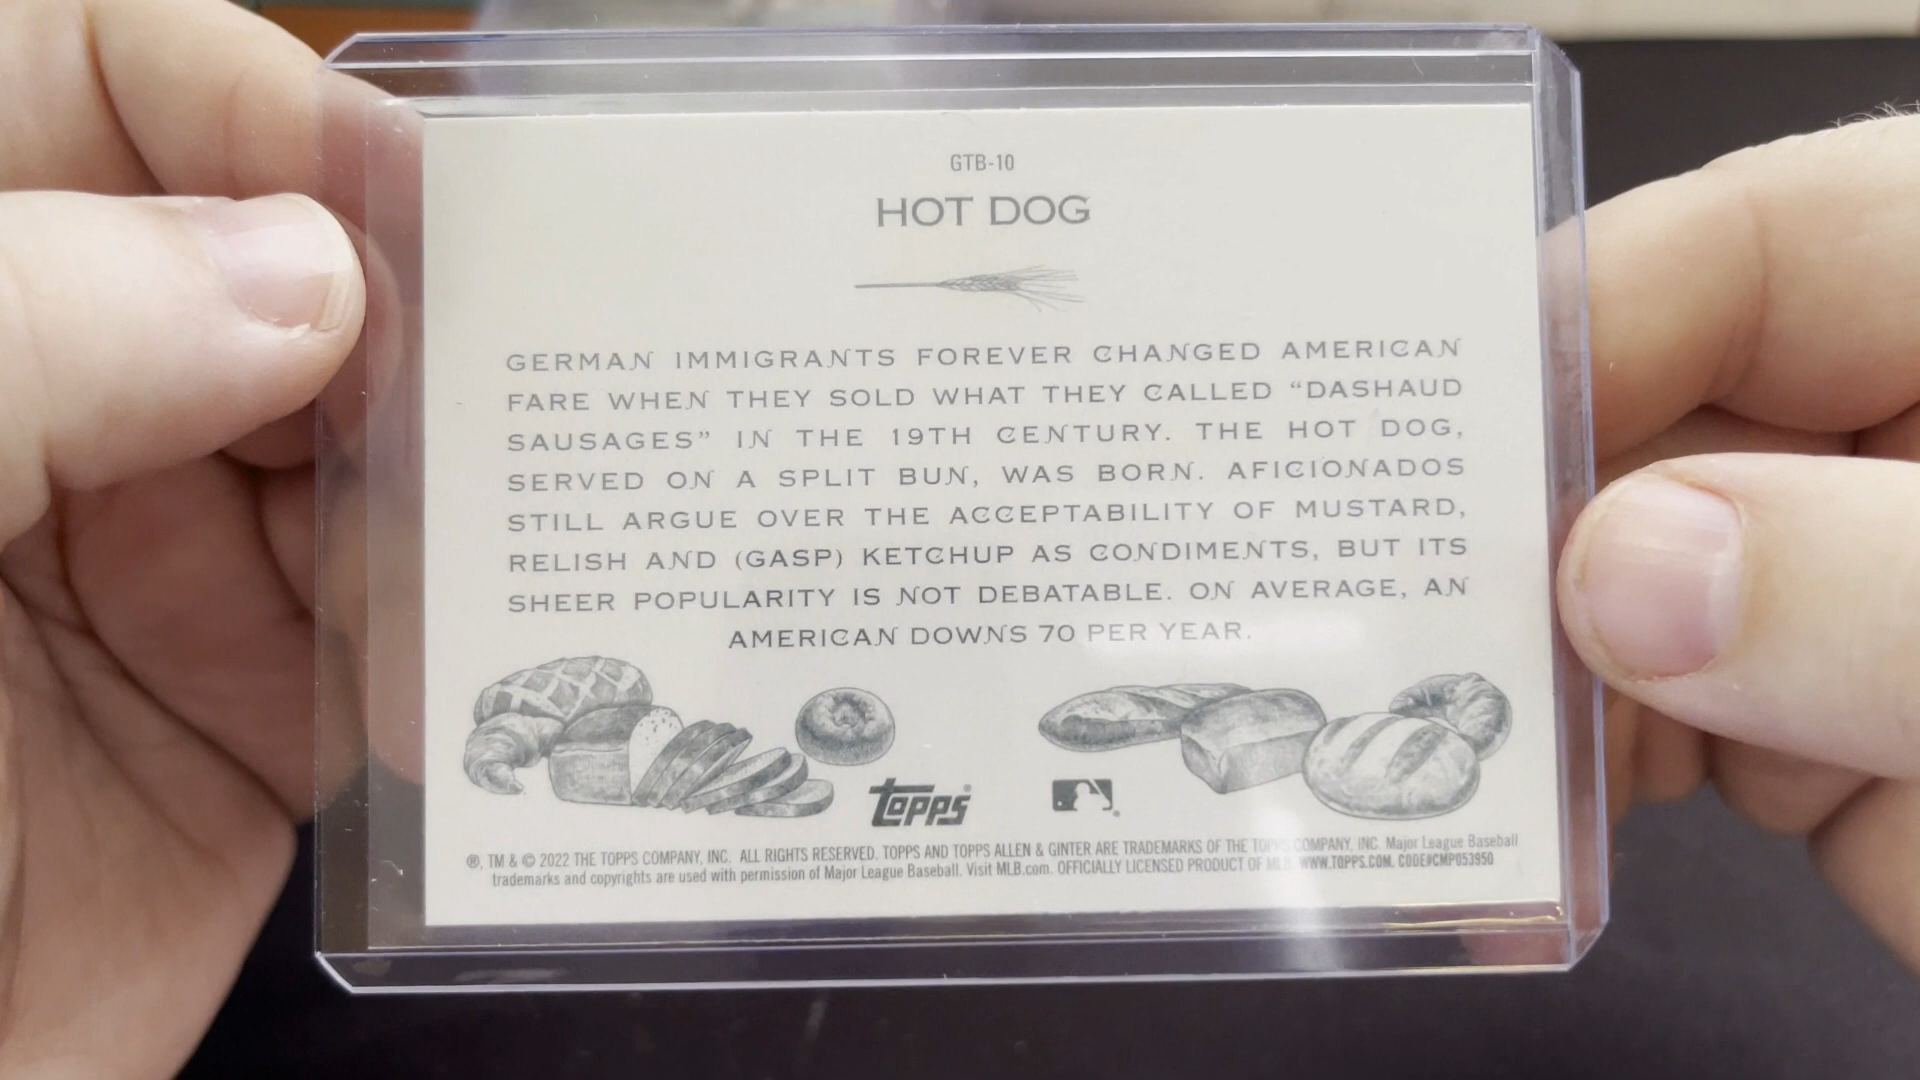 GTB-10
HOT DOG
GERMAN IMMIGRANTS FOREVER CHANGED AMERICAN
FARE WHEN THEY SOLD WHAT THEY CALLED “DASHAUD
SAUSAGES” IN THE 19TH CENTURY. THE HOT DOG,
SERVED ON A SPLIT BUN, WAS BORN. AFICIONADOS
STILL ARGUE OVER THE ACCEPTABILITY OF MUSTARD,
RELISH AND (GASP) KETCHUP AS CONDIMENTS, BUT ITS
SHEER POPULARITY IS NOT DEBATABLE. ON AVERAGE, AN
AMERICAN DOWNS 70 PER YEAR.
topps®
®, TM & © 2022 THE TOPPS COMPANY, INC. ALL RIGHTS RESERVED. TOPPS AND TOPPS ALLEN & GINTER ARE TRADEMARKS OF THE TOPPS COMPANY, INC. Major League Baseball
trademarks and copyrights are used with permission of Major League Baseball. Visit MLB.com. OFFICIALLY LICENSED PRODUCT OF MLB. WWW.TOPPS.COM. CODE#CMP053950